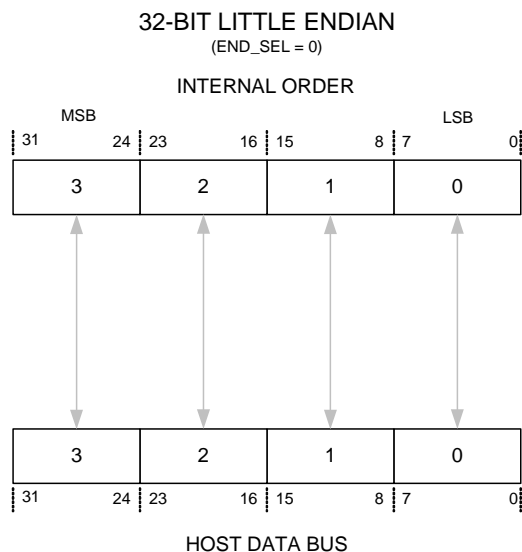 32-BIT LITTLE ENDIAN
(END_SEL = 0)
INTERNAL ORDER
MSB LSB
31 24 23 16 15 8 7 0
3 2 1 0
3 2 1 0
31 24 23 16 15 8 7 0
HOST DATA BUS